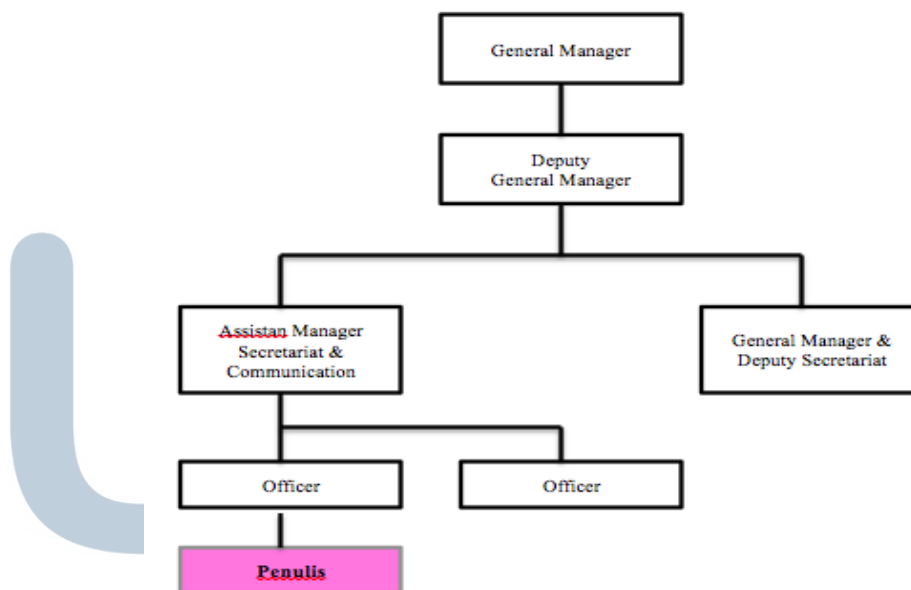 General Manager
Deputy
General Manager
Assistan Manager
Secretariat &
Communication
General Manager &
Deputy Secretariat
Officer
Officer
Penulis